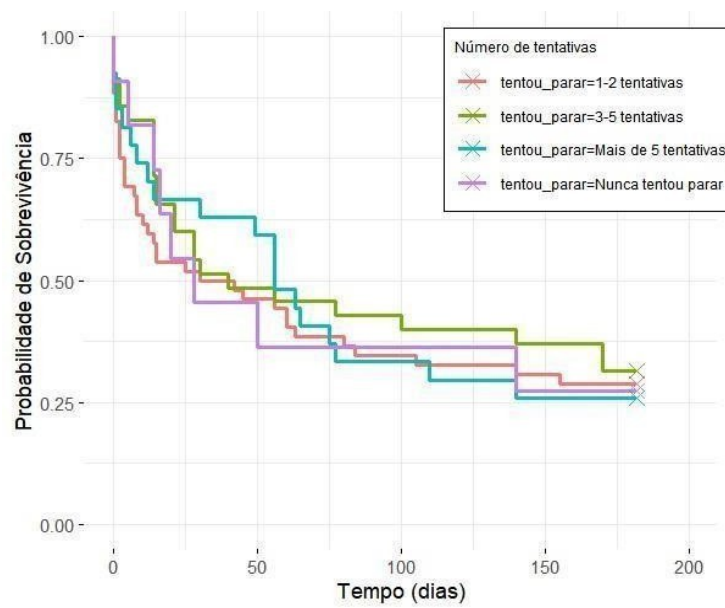 Número de tentativas
tentou_parar=1-2 tentativas
tentou_parar=3-5 tentativas
tentou_parar=Mais de 5 tentativas
tentou_parar=Nunca tentou parar
Probabilidade de Sobrevivência
1.00
0.75
0.50
0.25
0.00
0 50 100 150 200
Tempo (dias)